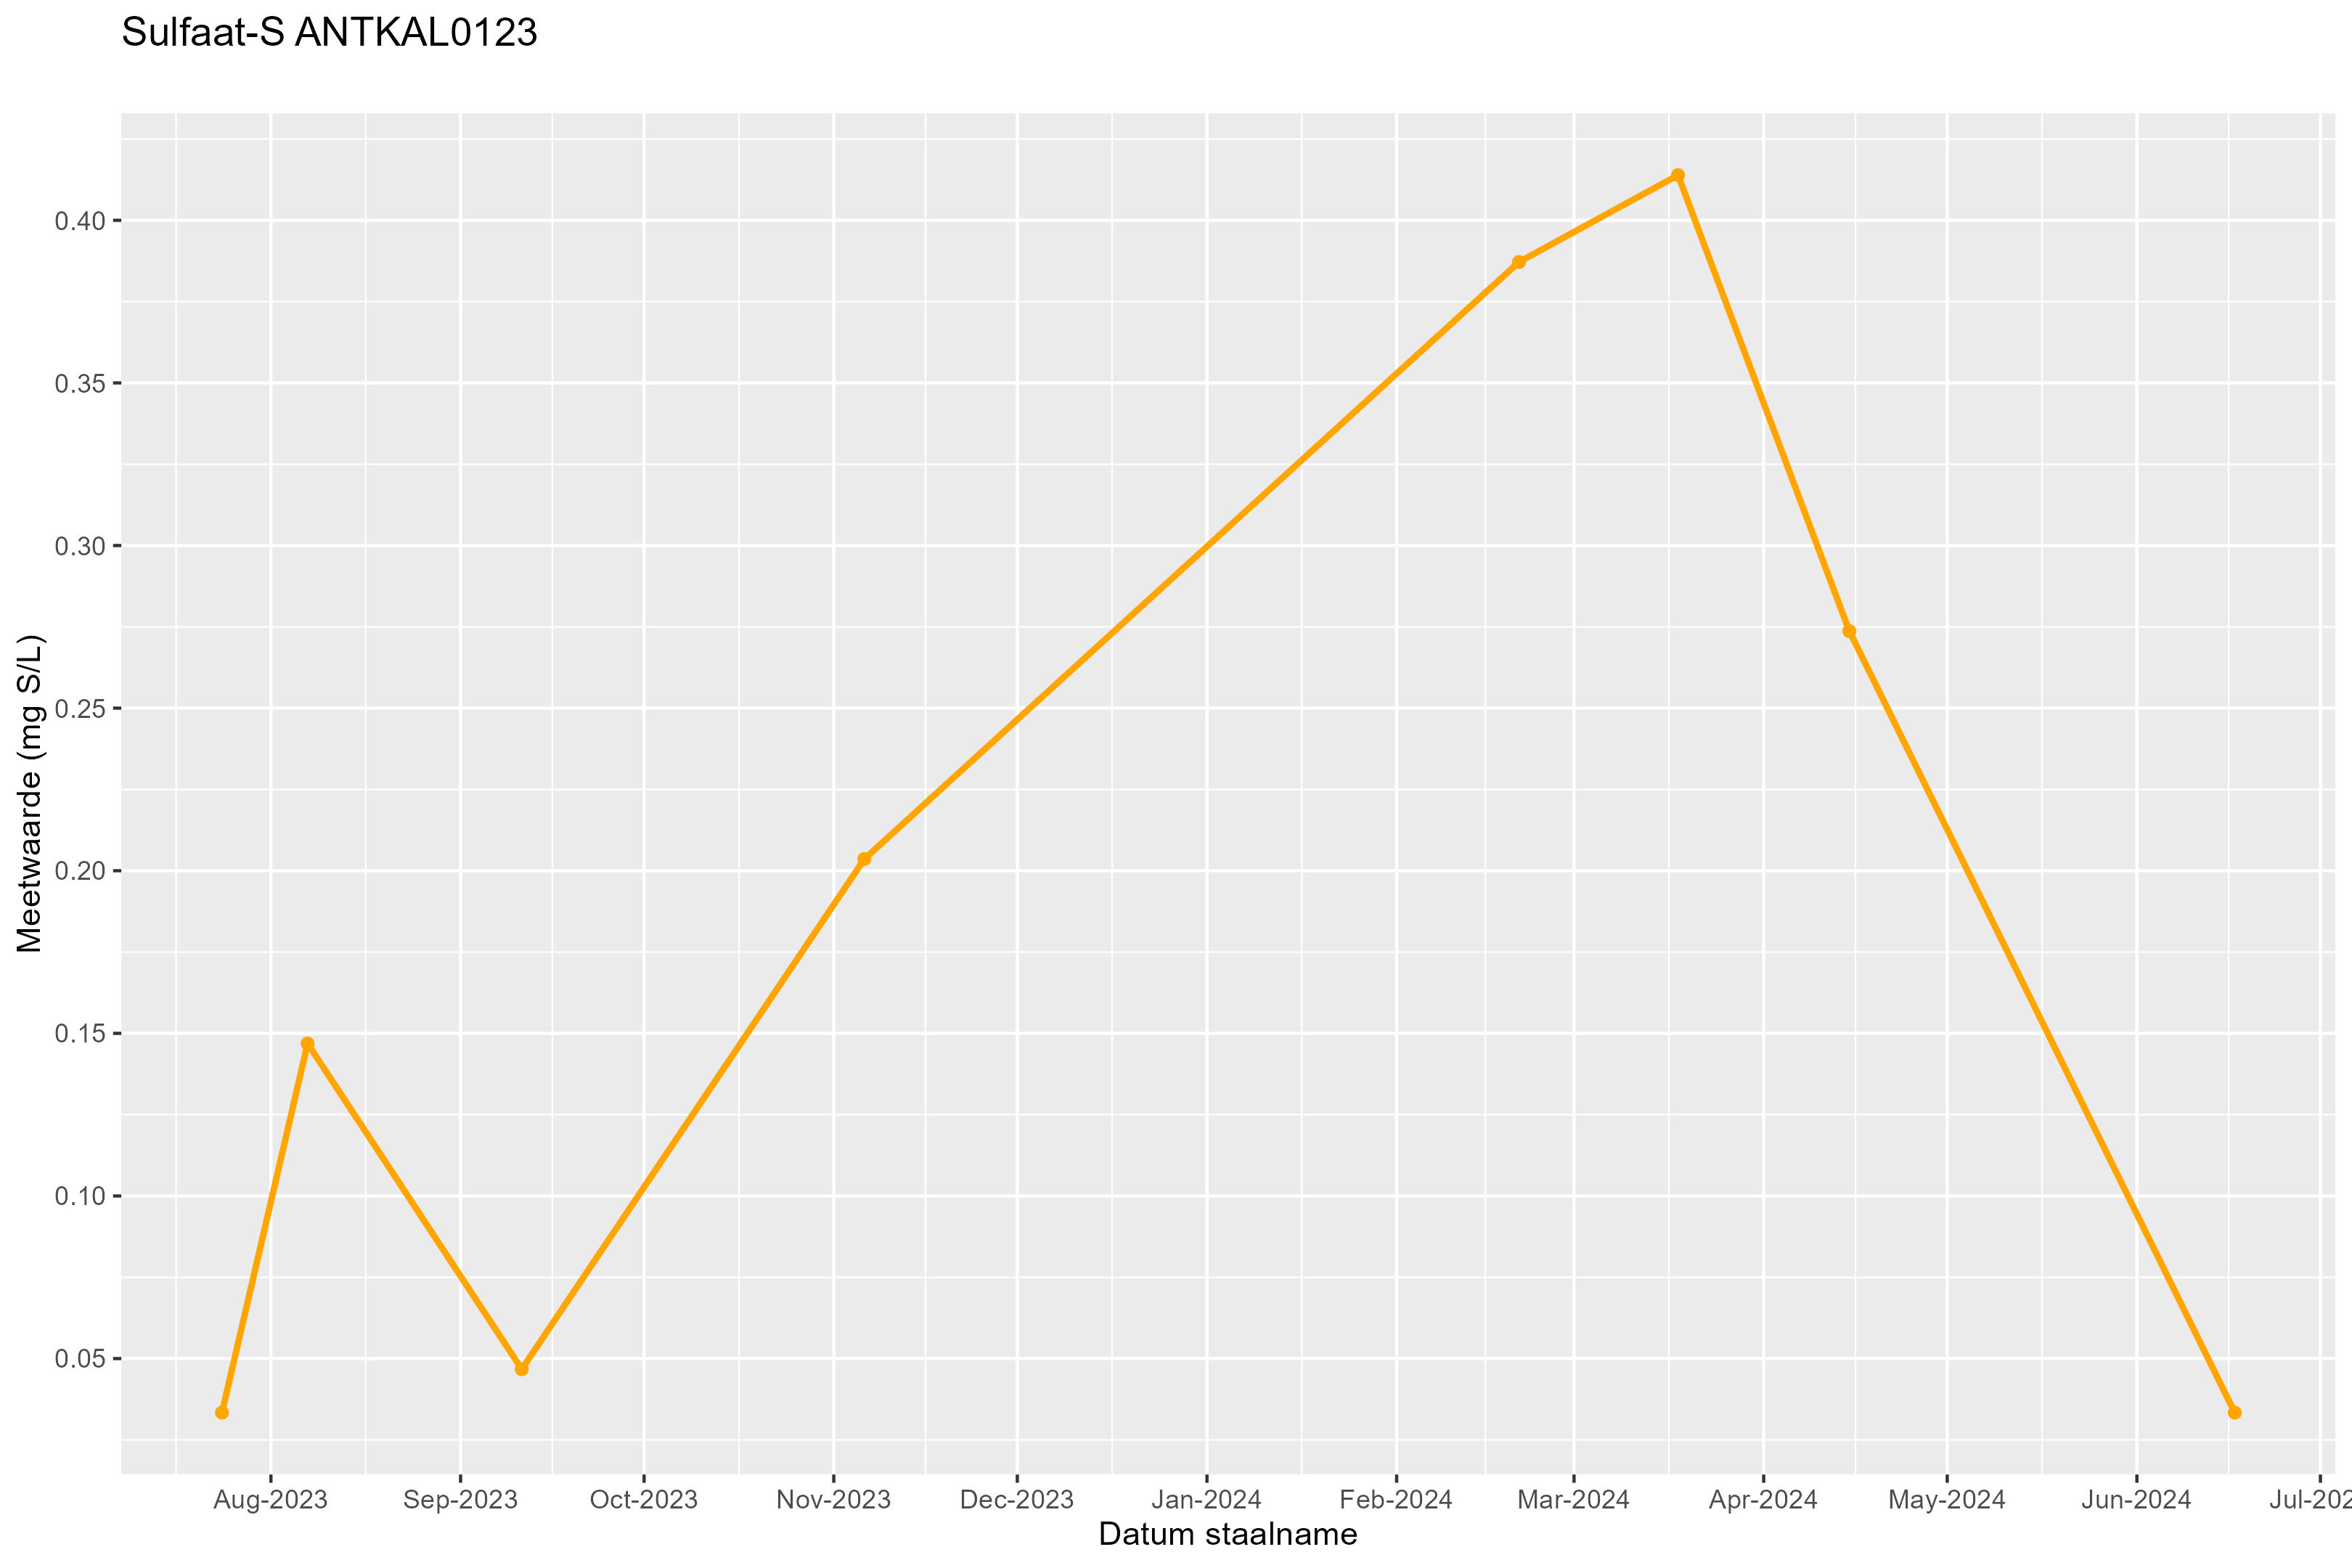 Sulfaat-S ANTKAL0123
Meetwaarde (mg S/L)
0.40
0.35
0.30
0.25
0.20
0.15
0.10
0.05
Aug-2023 Sep-2023 Oct-2023 Nov-2023 Dec-2023 Jan-2024 Feb-2024 Mar-2024 Apr-2024 May-2024 Jun-2024 Jul-202
Datum staalname